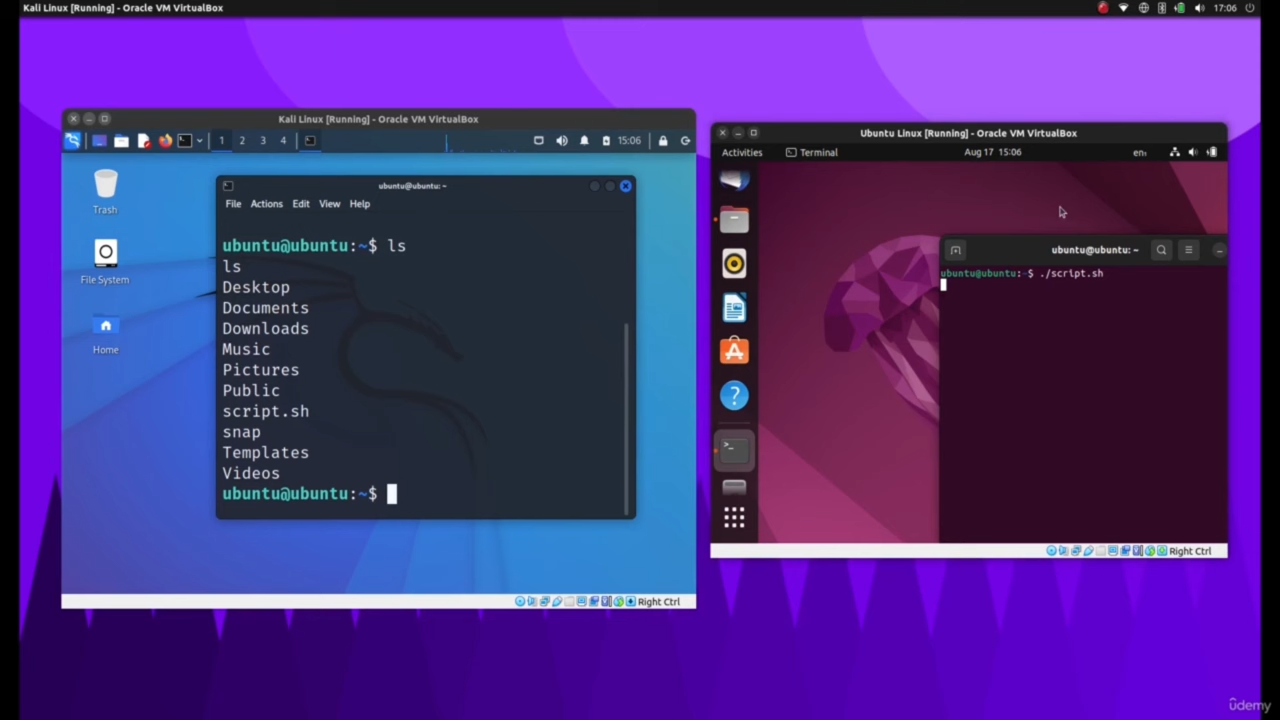 Kali Linux [Running] - Oracle VM VirtualBox
17:06
Kali Linux [Running] - Oracle VM VirtualBox
1 2 3 4
15:06
Trash
File System
Home
ubuntu@ubuntu: ~
File Actions Edit View Help
ubuntu@ubuntu:~$ ls
ls
Desktop
Documents
Downloads
Music
Pictures
Public
script.sh
snap
Templates
Videos
ubuntu@ubuntu:~$
Right Ctrl
Ubuntu Linux [Running] - Oracle VM VirtualBox
Activities
Terminal
Aug 17 15:06
en₁
ubuntu@ubuntu: ~
ubuntu@ubuntu:~$ ./script.sh
Right Ctrl
ûdemy